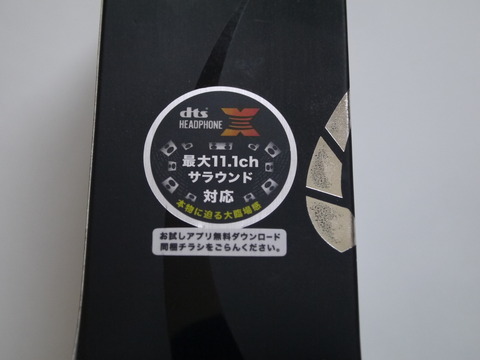 dts
HEADPHONE X
最大11.1ch
サラウンド
対応
本物に迫る大臨場感
お試しアプリ無料ダウンロード
同梱チラシをごらんください。